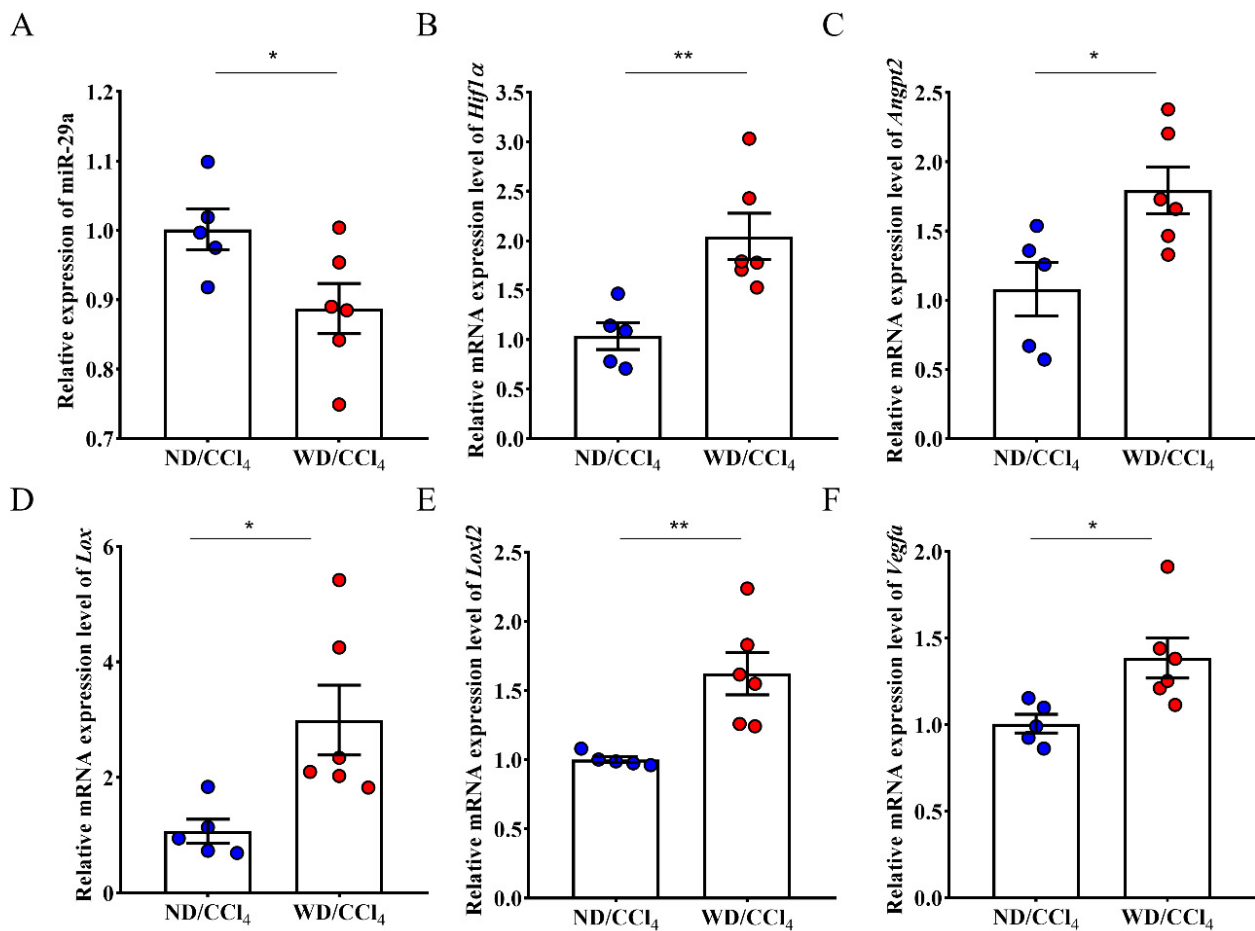 A
B
C
*
**
*
Relative expression of miR-29a
1.2
1.1
1.0
0.9
0.8
0.7
ND/CCl₄
WD/CCl₄
Relative mRNA expression level of Hif1α
3.5
3.0
2.5
2.0
1.5
1.0
0.5
0.0
ND/CCl₄
WD/CCl₄
Relative mRNA expression level of Angpt2
2.5
2.0
1.5
1.0
0.5
0.0
ND/CCl₄
WD/CCl₄
D
E
F
*
**
*
Relative mRNA expression level of Lox
6
4
2
0
ND/CCl₄
WD/CCl₄
Relative mRNA expression level of Loxl2
2.5
2.0
1.5
1.0
0.5
0.0
ND/CCl₄
WD/CCl₄
Relative mRNA expression level of Vegfa
2.0
1.5
1.0
0.5
0.0
ND/CCl₄
WD/CCl₄